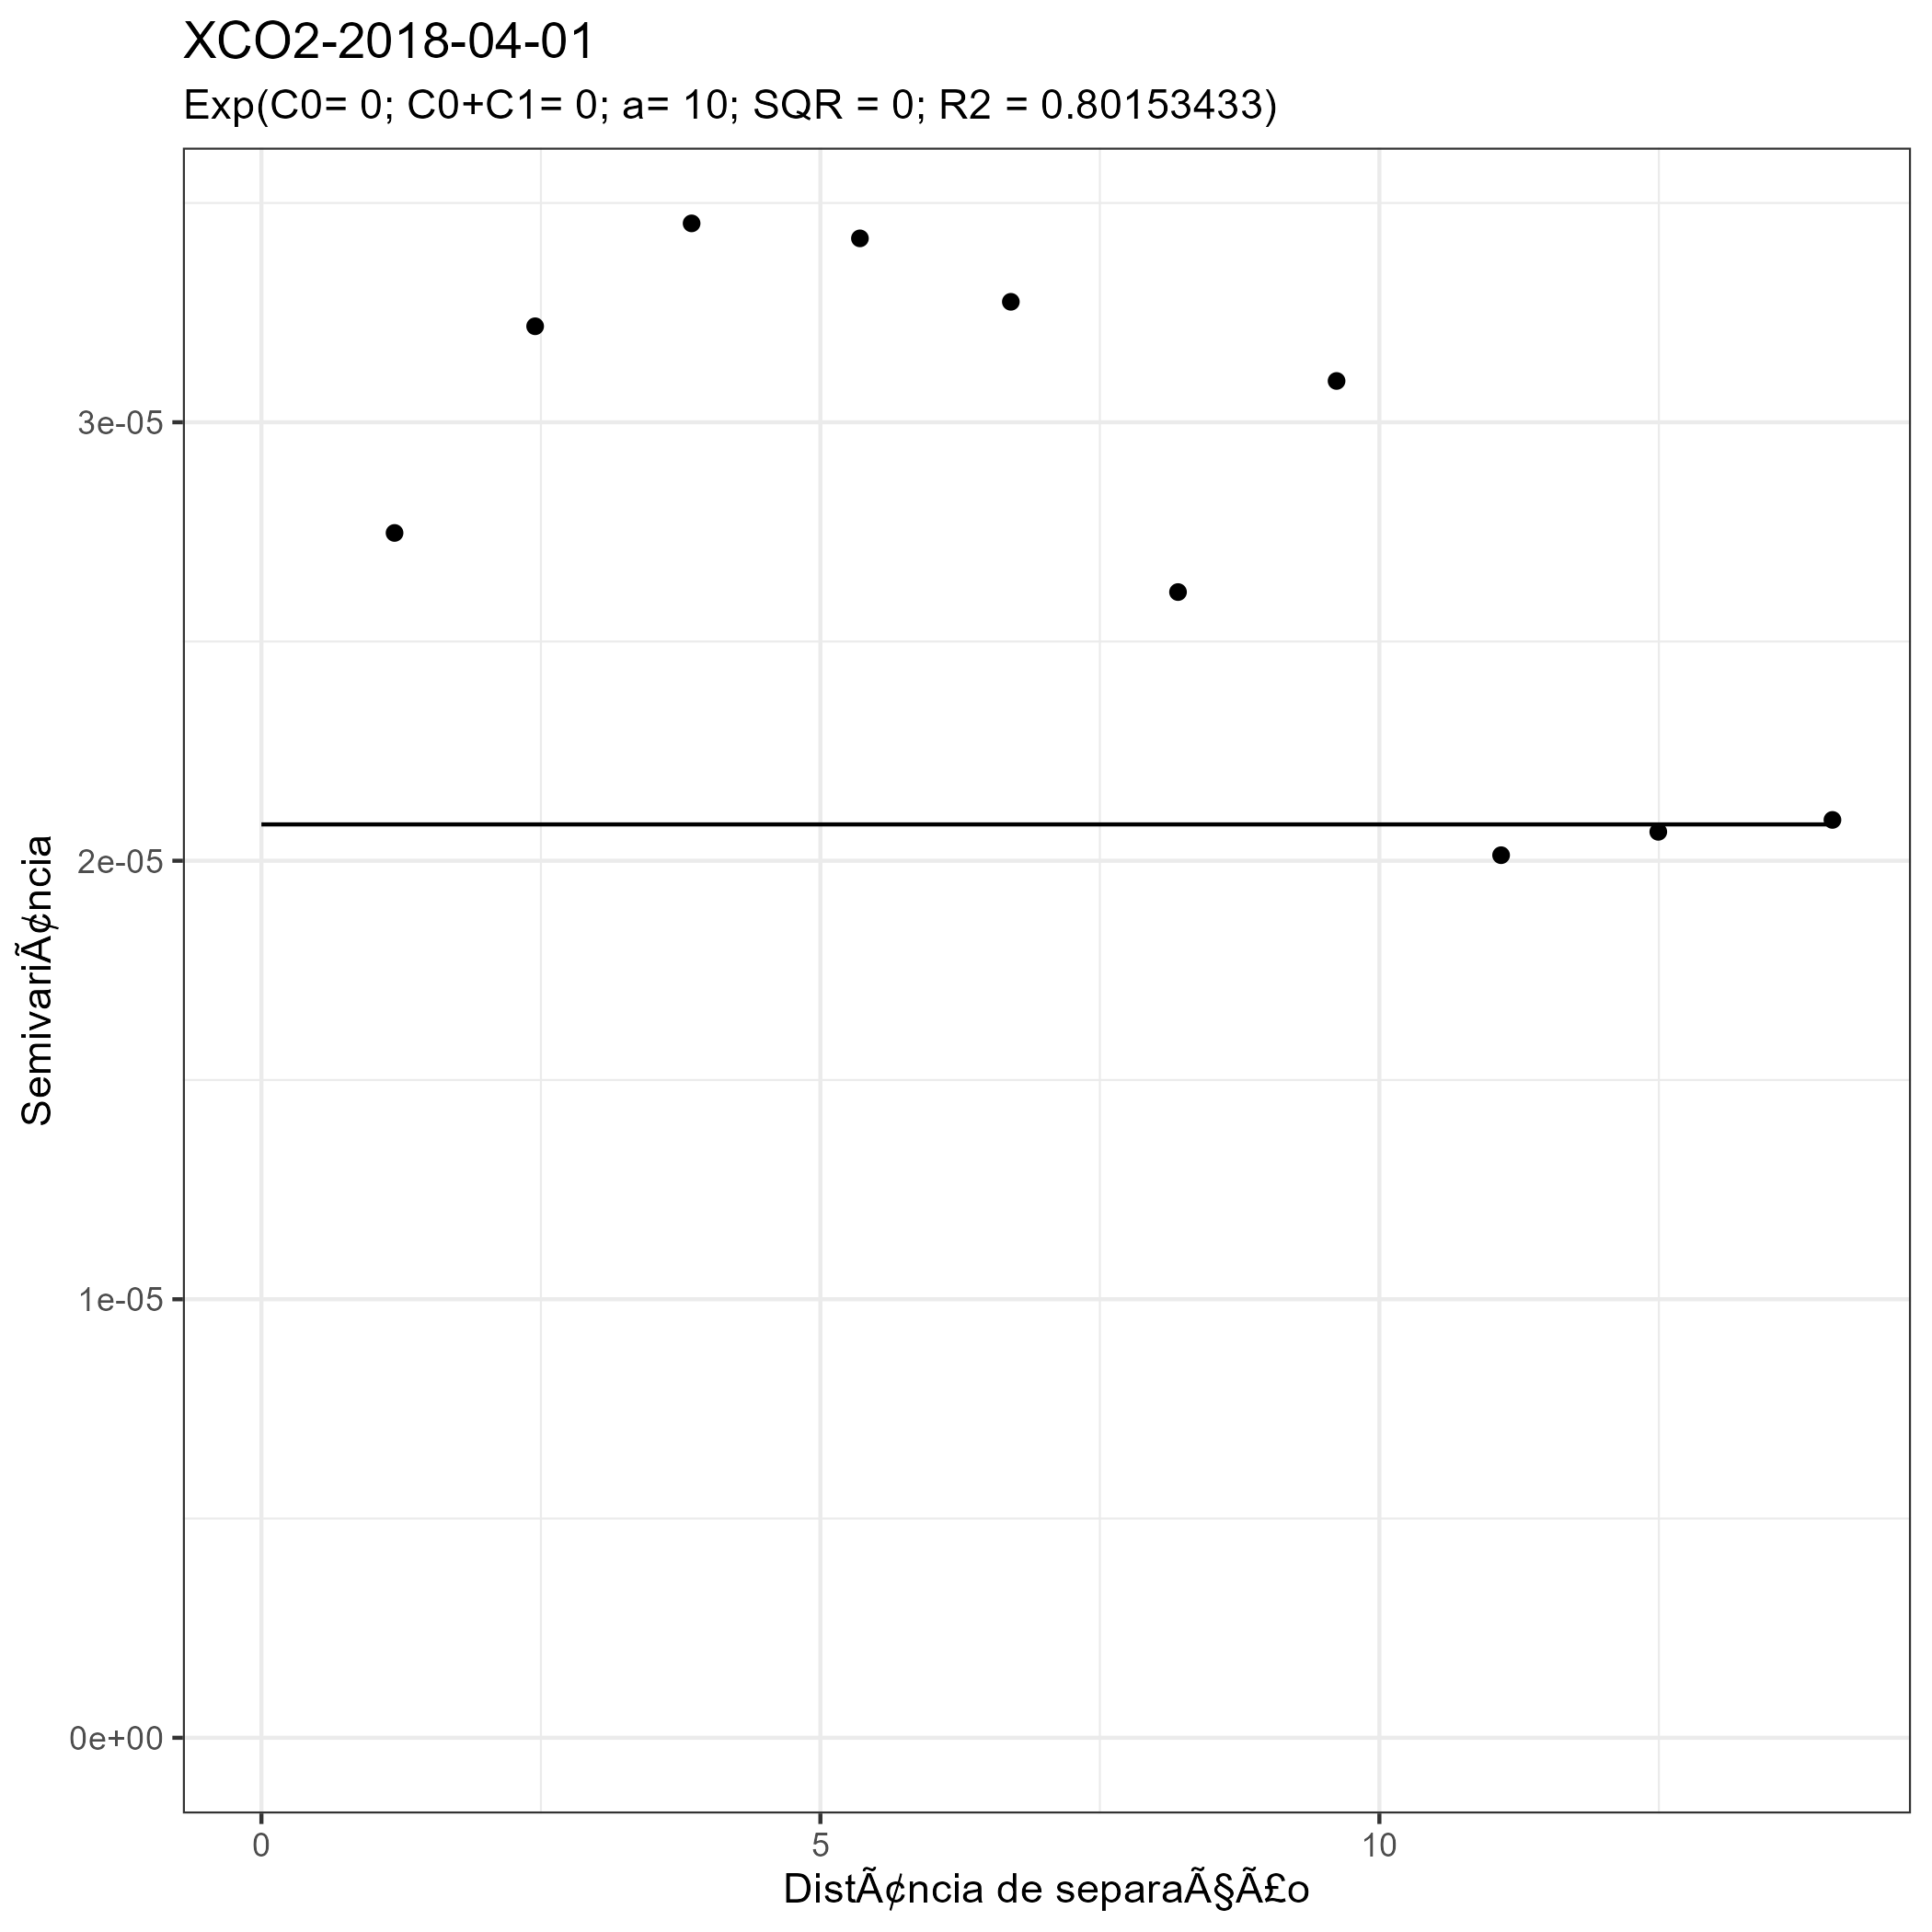 XCO2-2018-04-01
Exp(C0= 0; C0+C1= 0; a= 10; SQR = 0; R2 = 0.80153433)
SemivariÃ¢ncia
3e-05
2e-05
1e-05
0e+00
0
5
10
DistÃ¢ncia de separaÃ§Ã£o